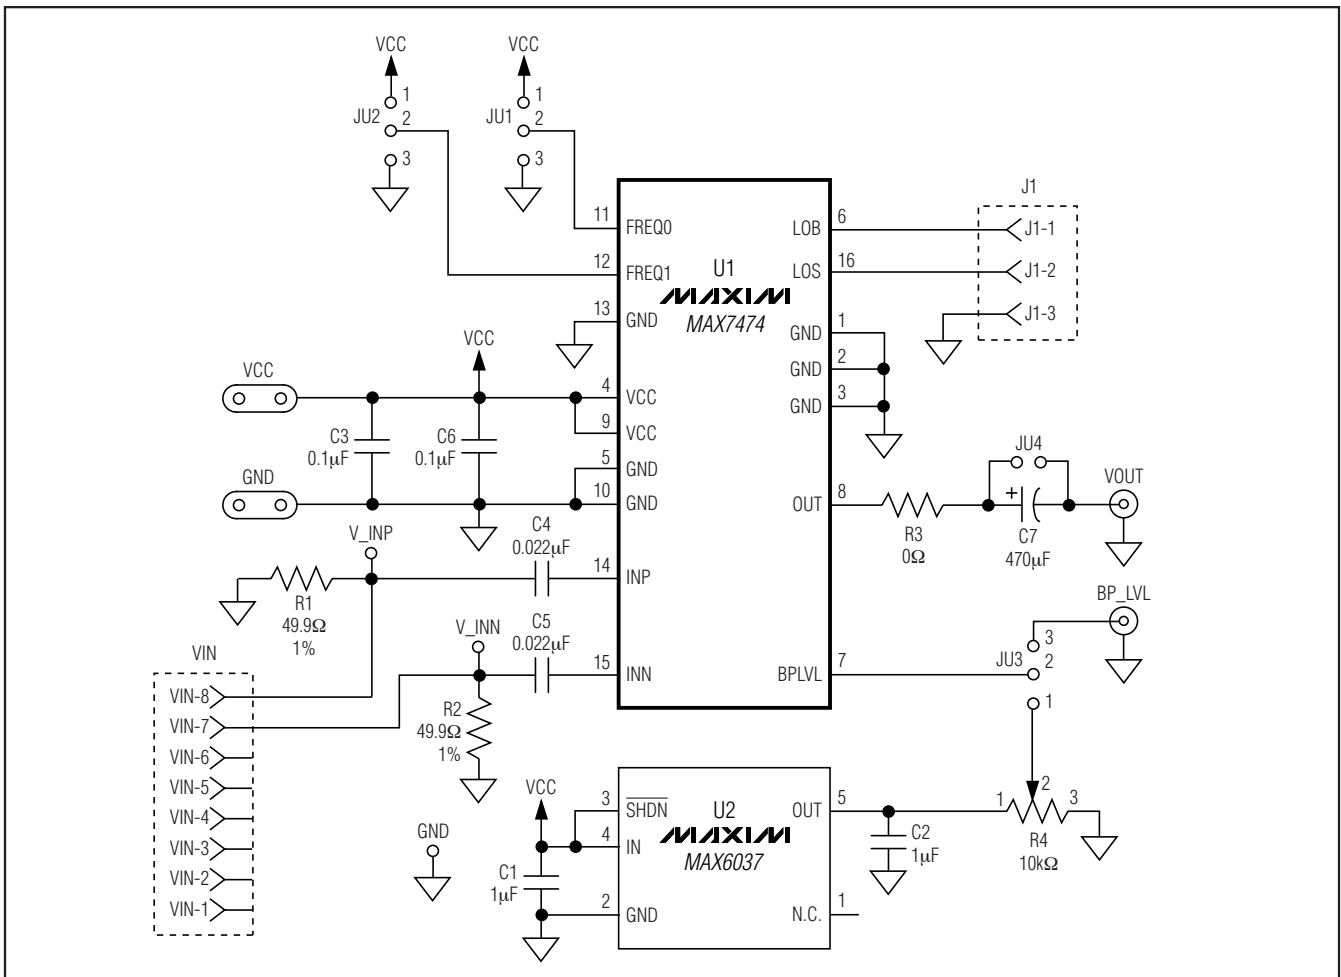 VCC
VCC
1
JU2
2
3
1
JU1
2
3
11
FREQ0
12
FREQ1
13
GND
U1
MAXIM
MAX7474
LOB
6
LOS
16
J1
J1-1
J1-2
J1-3
GND
1
GND
2
GND
3
VCC
VCC
4
VCC
9
VCC
5
GND
10
GND
C3
0.1µF
C6
0.1µF
GND
OUT
8
R3
0Ω
JU4
+
C7
470µF
VOUT
V_INP
R1
49.9Ω
1%
C4
0.022µF
14
INP
V_INN
C5
0.022µF
15
INN
R2
49.9Ω
1%
BPLVL
7
JU3
3
2
1
BP_LVL
VIN
VIN-8
VIN-7
VIN-6
VIN-5
VIN-4
VIN-3
VIN-2
VIN-1
GND
VCC
C1
1µF
3
SHDN
4
IN
2
GND
U2
MAXIM
MAX6037
OUT
5
N.C.
1
C2
1µF
1
2
3
R4
10kΩ